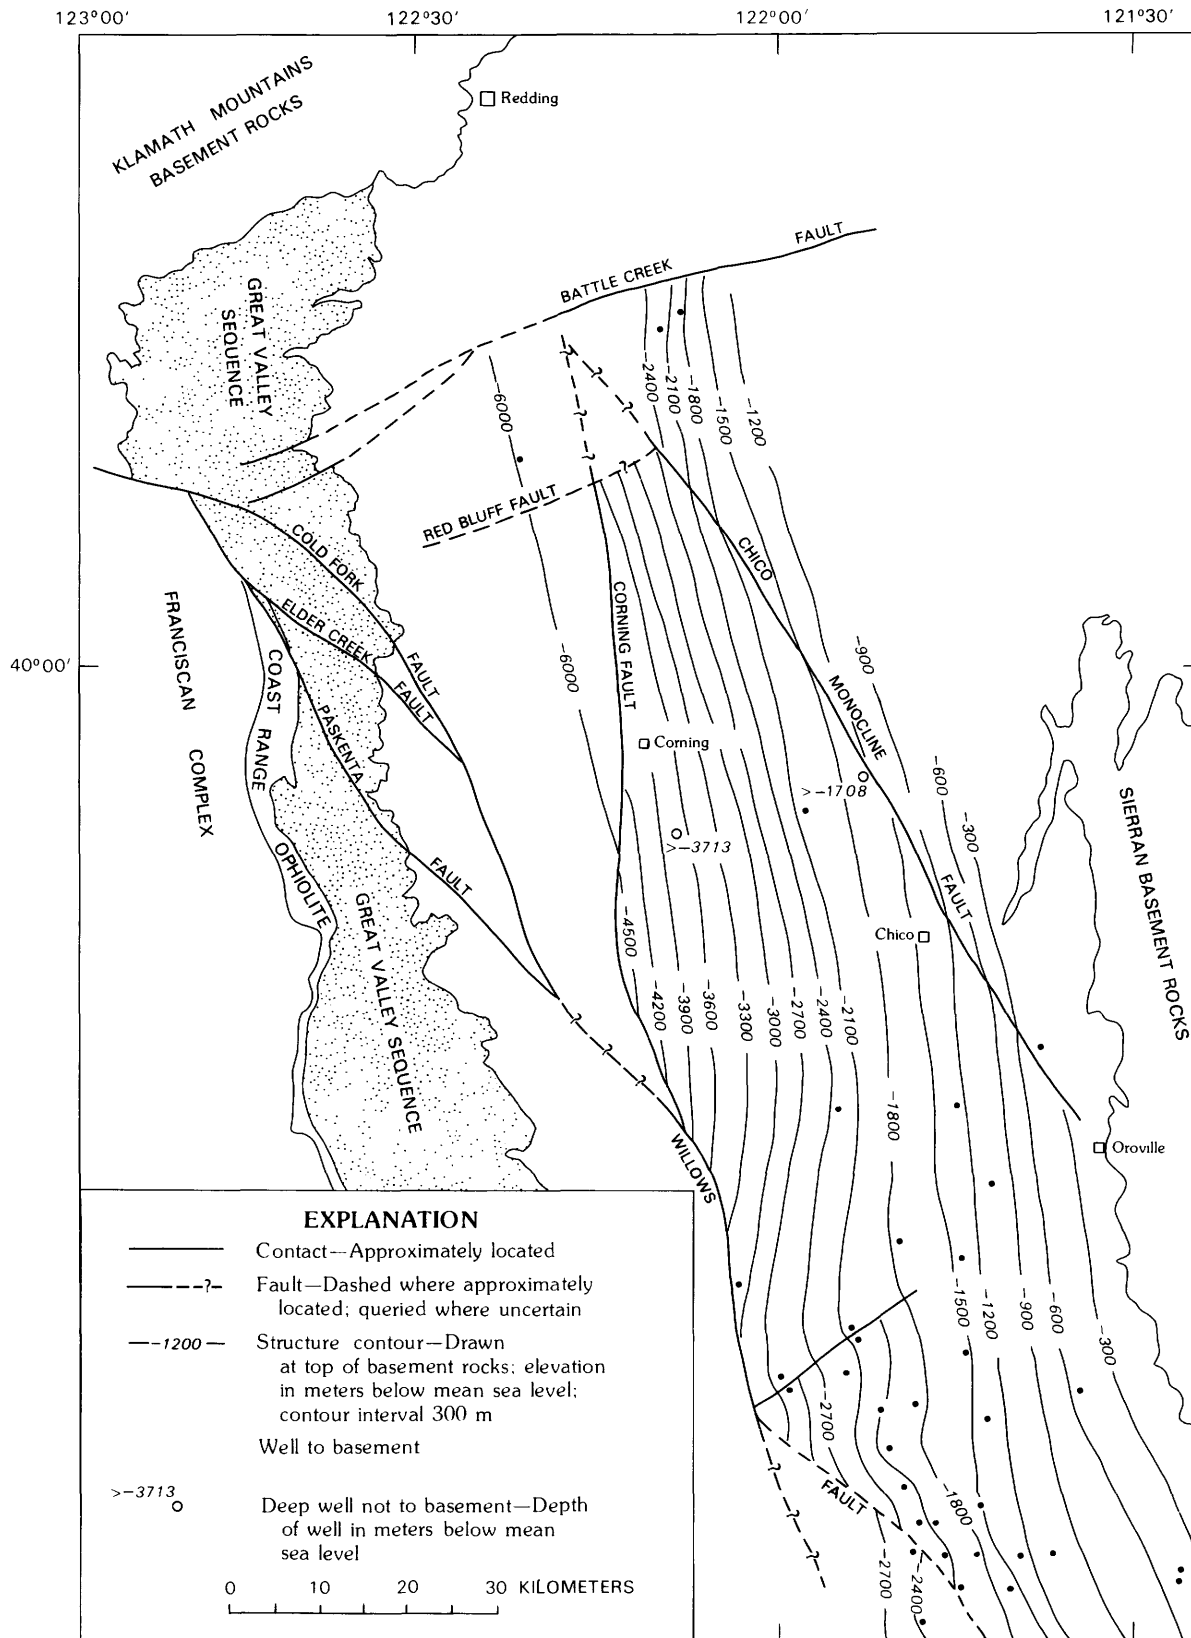 123°00'
122°30'
122°00'
121°30'
Redding
KLAMATH MOUNTAINS
BASEMENT ROCKS
BATTLE CREEK FAULT
GREAT VALLEY
SEQUENCE
-6000
-2400
-2100
-1800
-1500
-1200
?
?
?
?
?
?
RED BLUFF FAULT
COLD FORK FAULT
CHICO MONOCLINE FAULT
ELDER CREEK FAULT
CORNING FAULT
FRANCISCAN COMPLEX
COAST RANGE OPHIOLITE
PASKENTA FAULT
40°00'
-6000
-900
Corning
>-1708
>-3713
-600
-300
SIERRAN BASEMENT ROCKS
GREAT VALLEY SEQUENCE
Chico
-4500
-4200
-3900
-3600
-3300
-3000
-2700
-2400
-2100
-1800
?
?
?
WILLOWS
Oroville
-1500
-1200
-900
-600
-300
-2700
FAULT
-1800
-2700
-2400
?
?
?
EXPLANATION
Contact—Approximately located
?
Fault—Dashed where approximately
located; queried where uncertain
-1200
Structure contour—Drawn
at top of basement rocks; elevation
in meters below mean sea level;
contour interval 300 m
Well to basement
>-3713
Deep well not to basement—Depth
of well in meters below mean
sea level
0 10 20 30 KILOMETERS